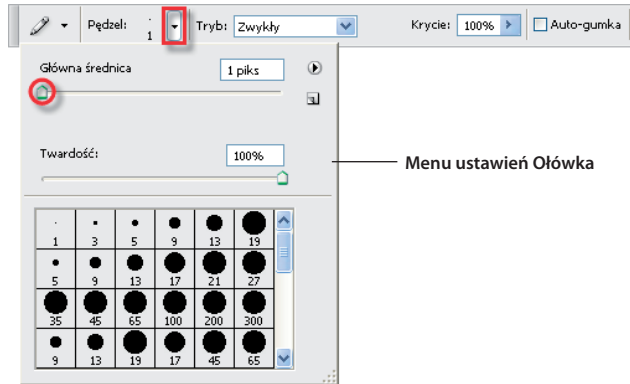 Pędzel: 1 Tryb: Zwykły Krycie: 100% Auto-gumka
Główna średnica 1 piks
Twardość: 100%
Menu ustawień Ołówka
1 3 5 9 13 19
5 9 13 17 21 27
35 45 65 100 200 300
9 13 19 17 45 65